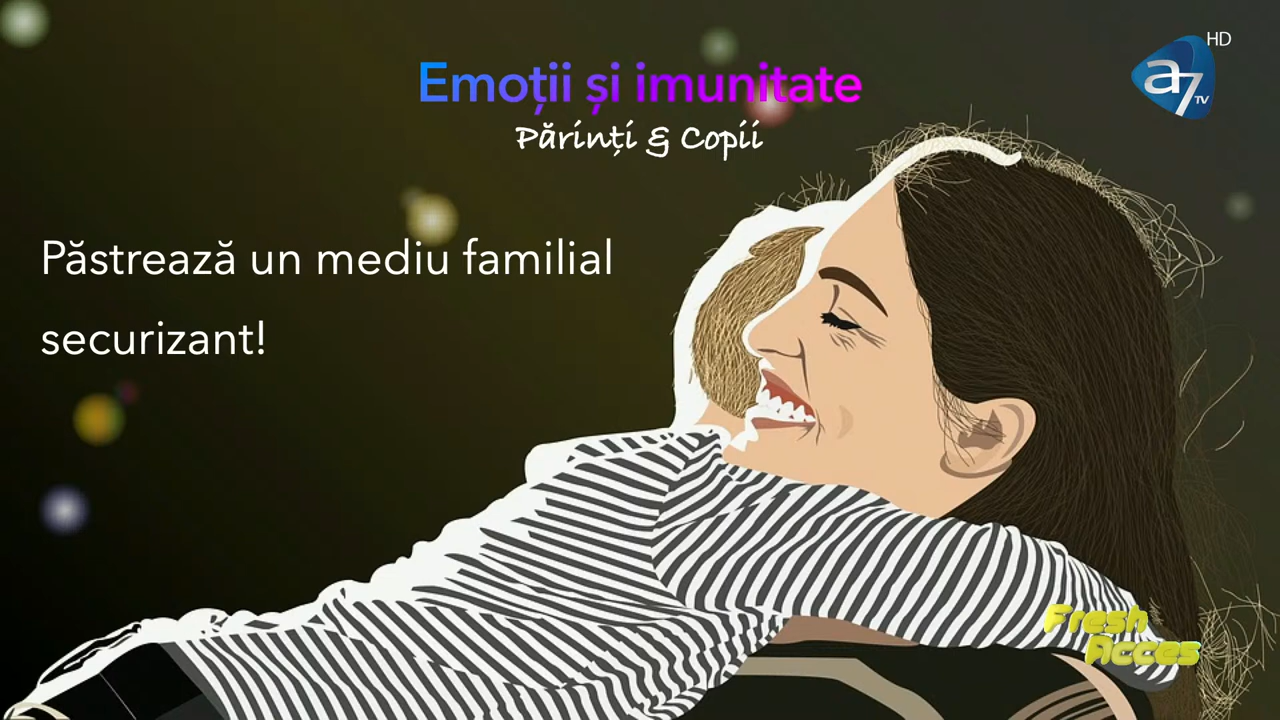 HD
Emoții și imunitate
a7 TV
Părinți & Copii
Păstrează un mediu familial
securizant!
Fresh
Acces